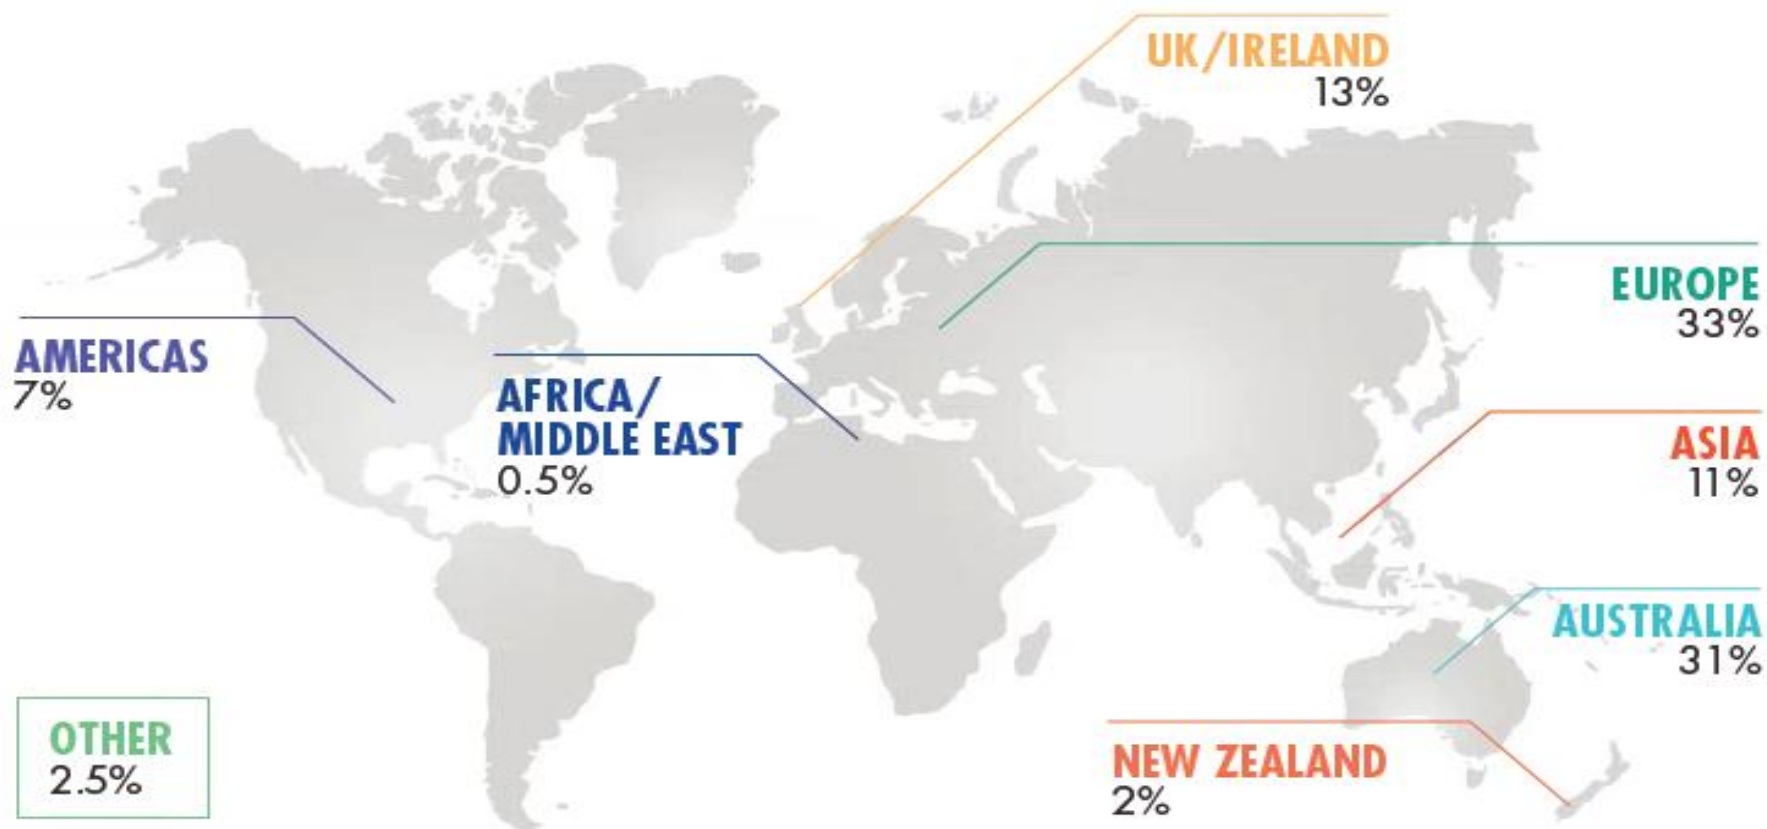 UK/IRELAND
13%
EUROPE
33%
AMERICAS
7%
AFRICA/
MIDDLE EAST
0.5%
ASIA
11%
AUSTRALIA
31%
OTHER
2.5%
NEW ZEALAND
2%